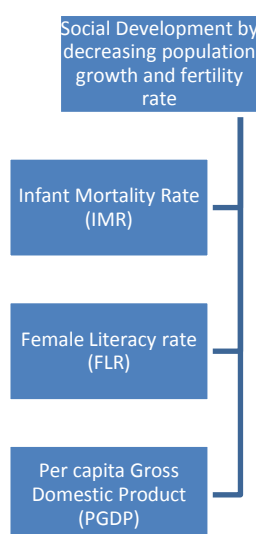 Social Development by
decreasing population
growth and fertility
rate
Infant Mortality Rate
(IMR)
Female Literacy rate
(FLR)
Per capita Gross
Domestic Product
(PGDP)